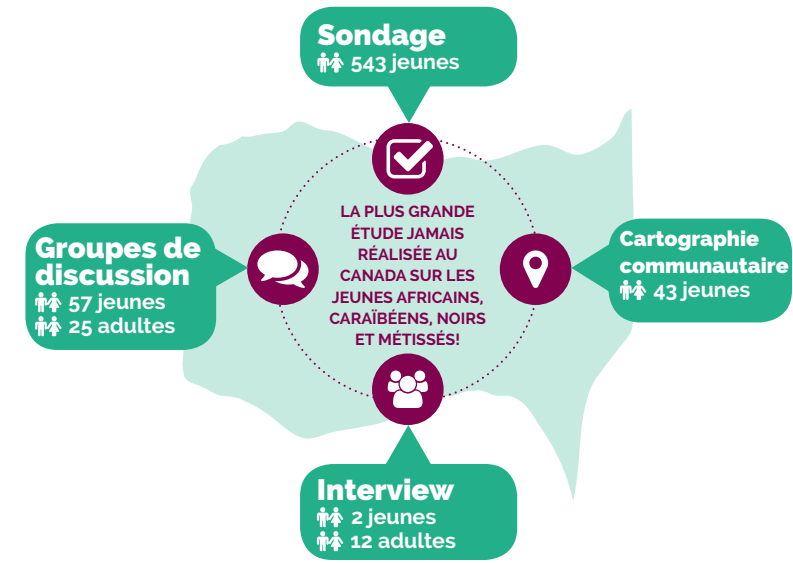 Sondage
543 jeunes
LA PLUS GRANDE
ÉTUDE JAMAIS
RÉALISÉE AU
CANADA SUR LES
JEUNES AFRICAINS,
CARAÏBÉENS, NOIRS
ET MÉTISSÉS!
Groupes de
discussion
57 jeunes
25 adultes
Cartographie
communautaire
43 jeunes
Interview
2 jeunes
12 adultes